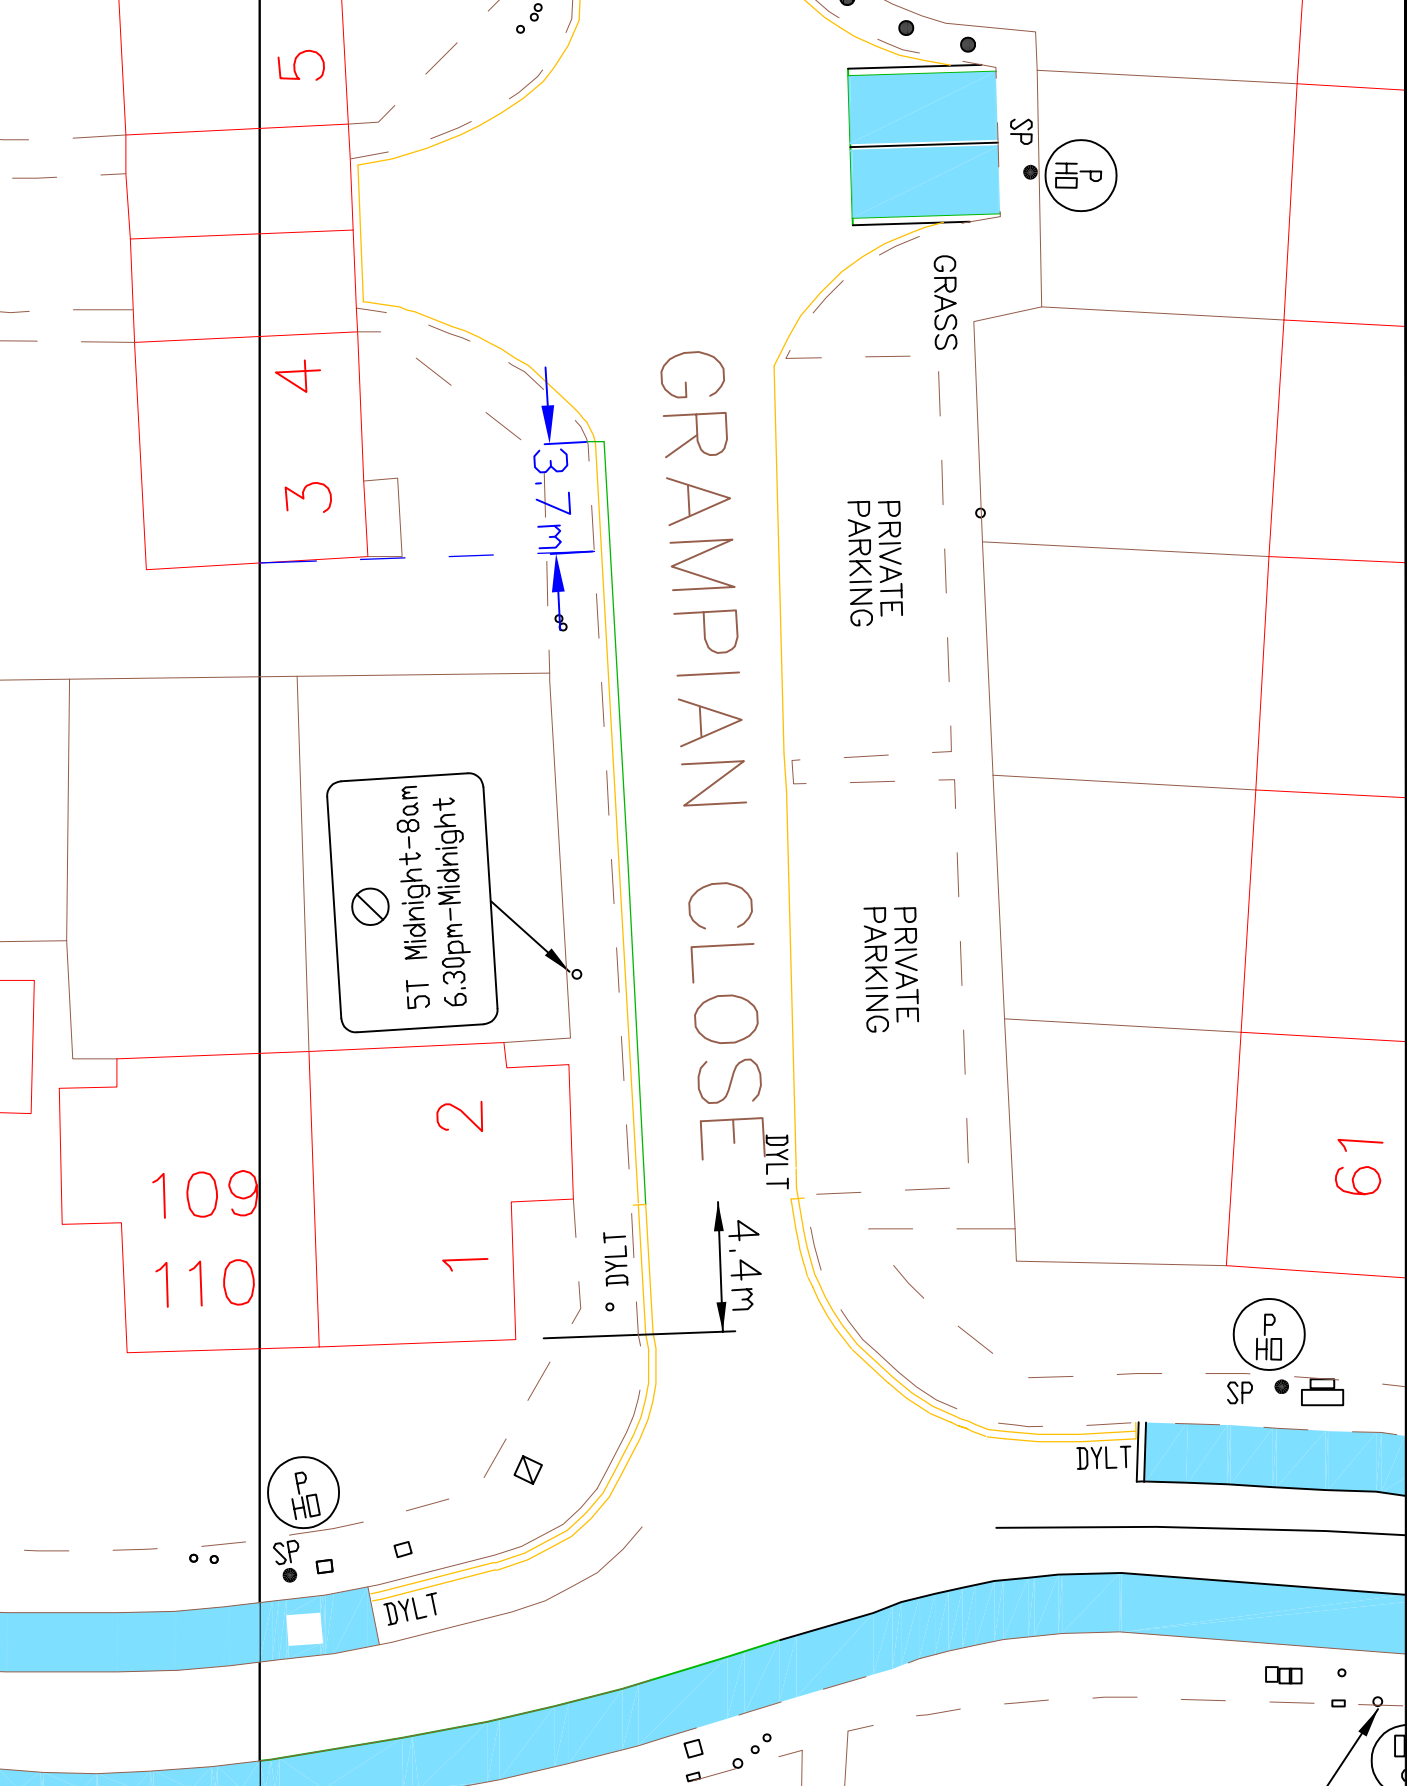 5
SP
P
HD
GRASS
4
3
3.7m
GRAMPIAN CLOSE
PRIVATE
PARKING
5T Midnight-8am
6.30pm-Midnight
PRIVATE
PARKING
2
1
109
110
DYLT
DYLT
4.4m
61
P
HD
SP
DYLT
P
HD
SP
DYLT